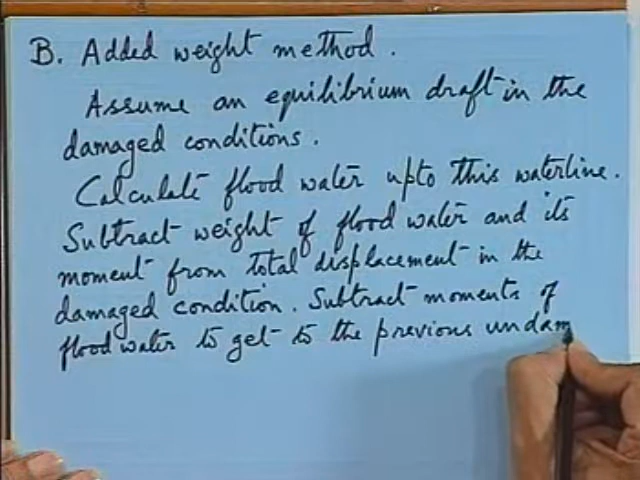 B. Added weight method.
Assume an equilibrium draft in the
damaged conditions.
Calculate flood water upto this waterline.
Subtract weight of flood water and its
moment from total displacement in the
damaged condition. Subtract moments of
flood water to get to the previous undam